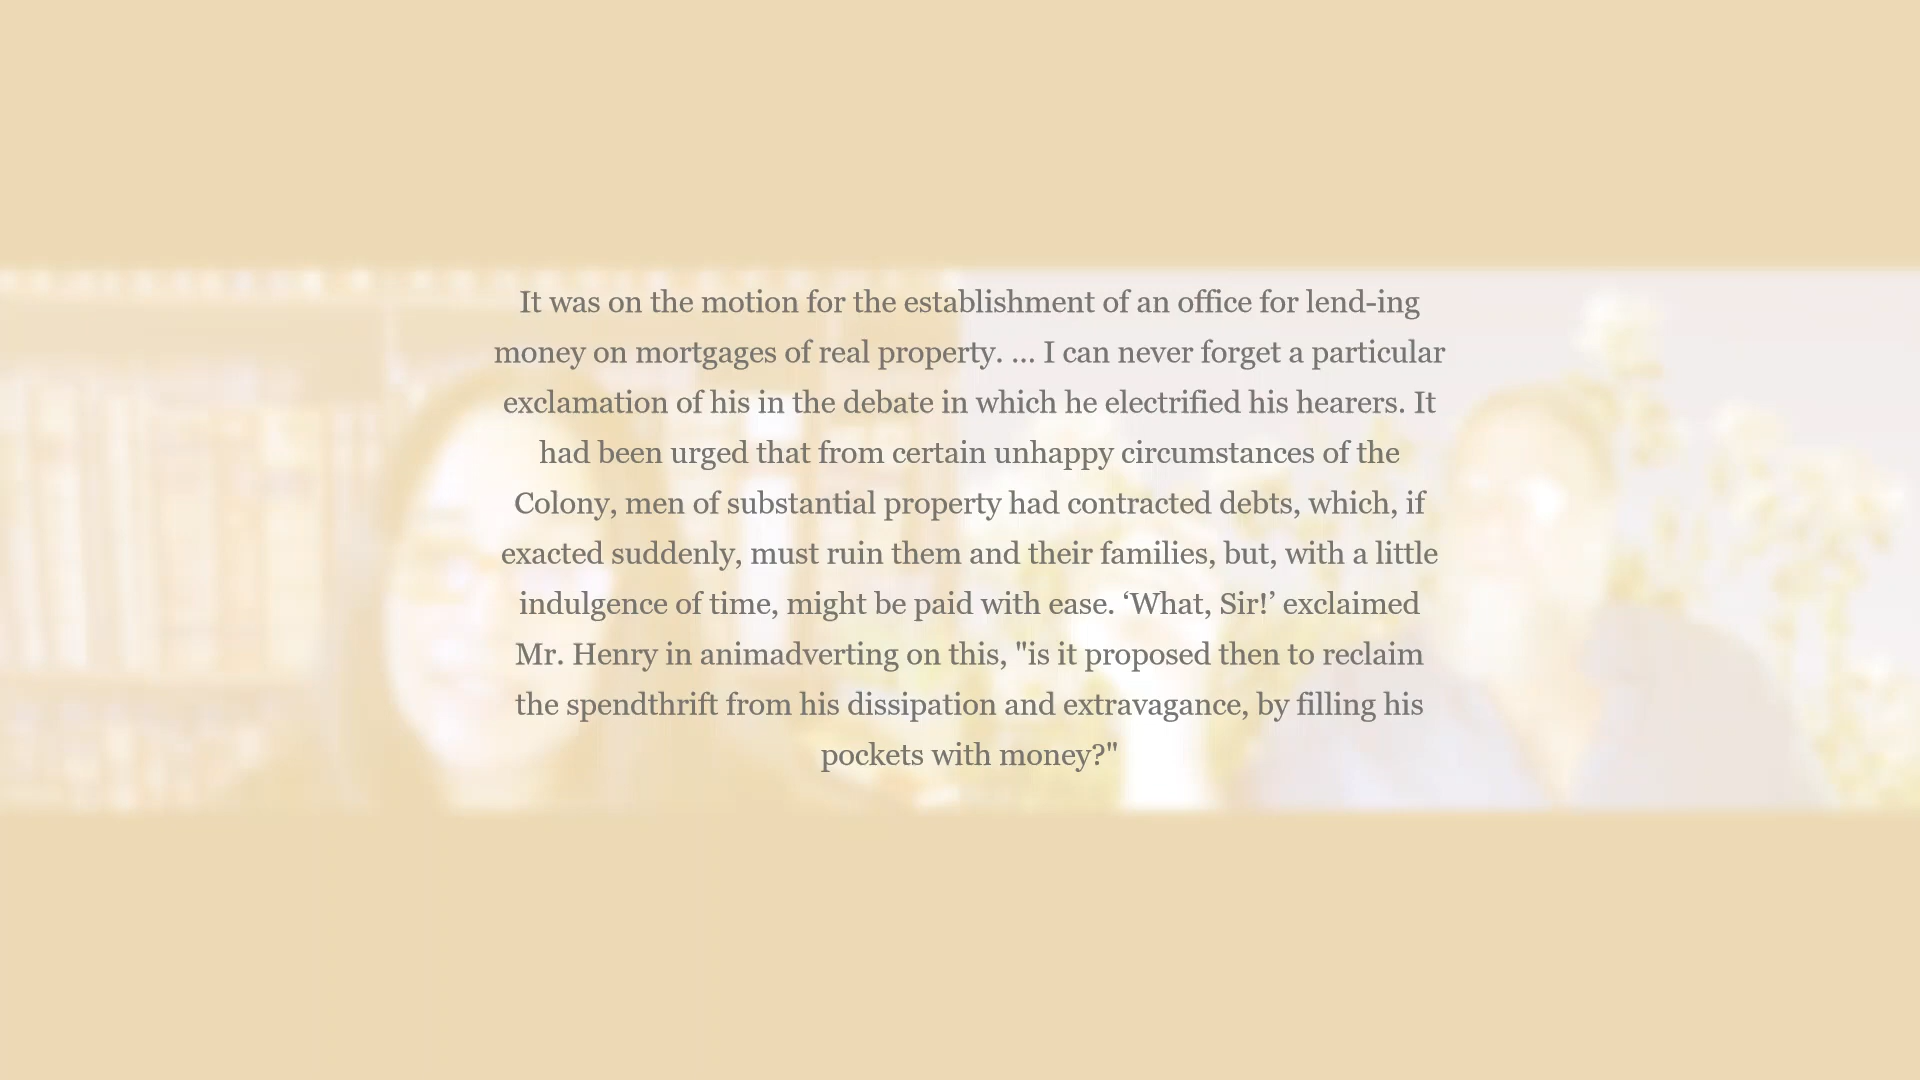 It was on the motion for the establishment of an office for lend-ing
money on mortgages of real property. ... I can never forget a particular
exclamation of his in the debate in which he electrified his hearers. It
had been urged that from certain unhappy circumstances of the
Colony, men of substantial property had contracted debts, which, if
exacted suddenly, must ruin them and their families, but, with a little
indulgence of time, might be paid with ease. ‘What, Sir!’ exclaimed
Mr. Henry in animadverting on this, "is it proposed then to reclaim
the spendthrift from his dissipation and extravagance, by filling his
pockets with money?"